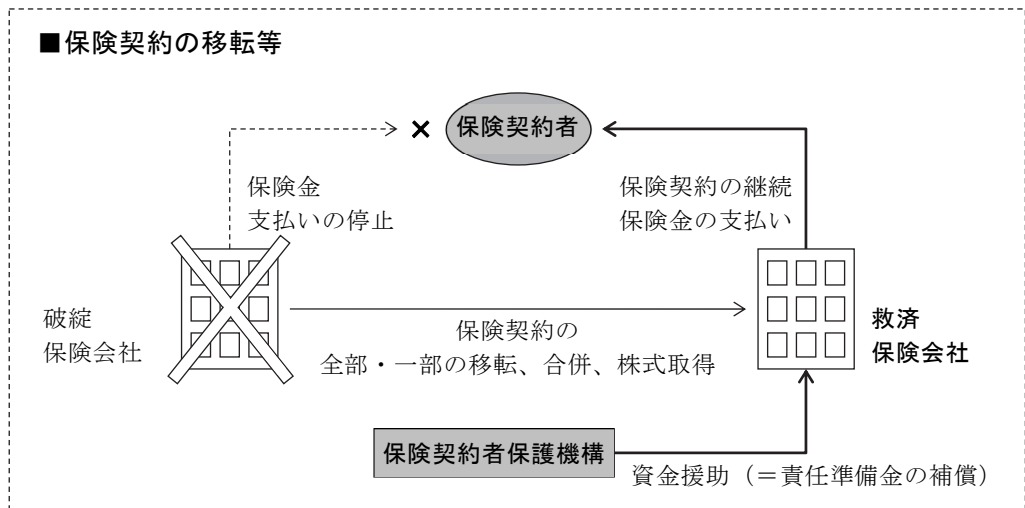 ■保険契約の移転等
× 保険契約者
保険金
支払いの停止
保険契約の継続
保険金の支払い
破綻
保険会社
保険契約の
全部・一部の移転、合併、株式取得
救済
保険会社
保険契約者保護機構
資金援助（＝責任準備金の補償）